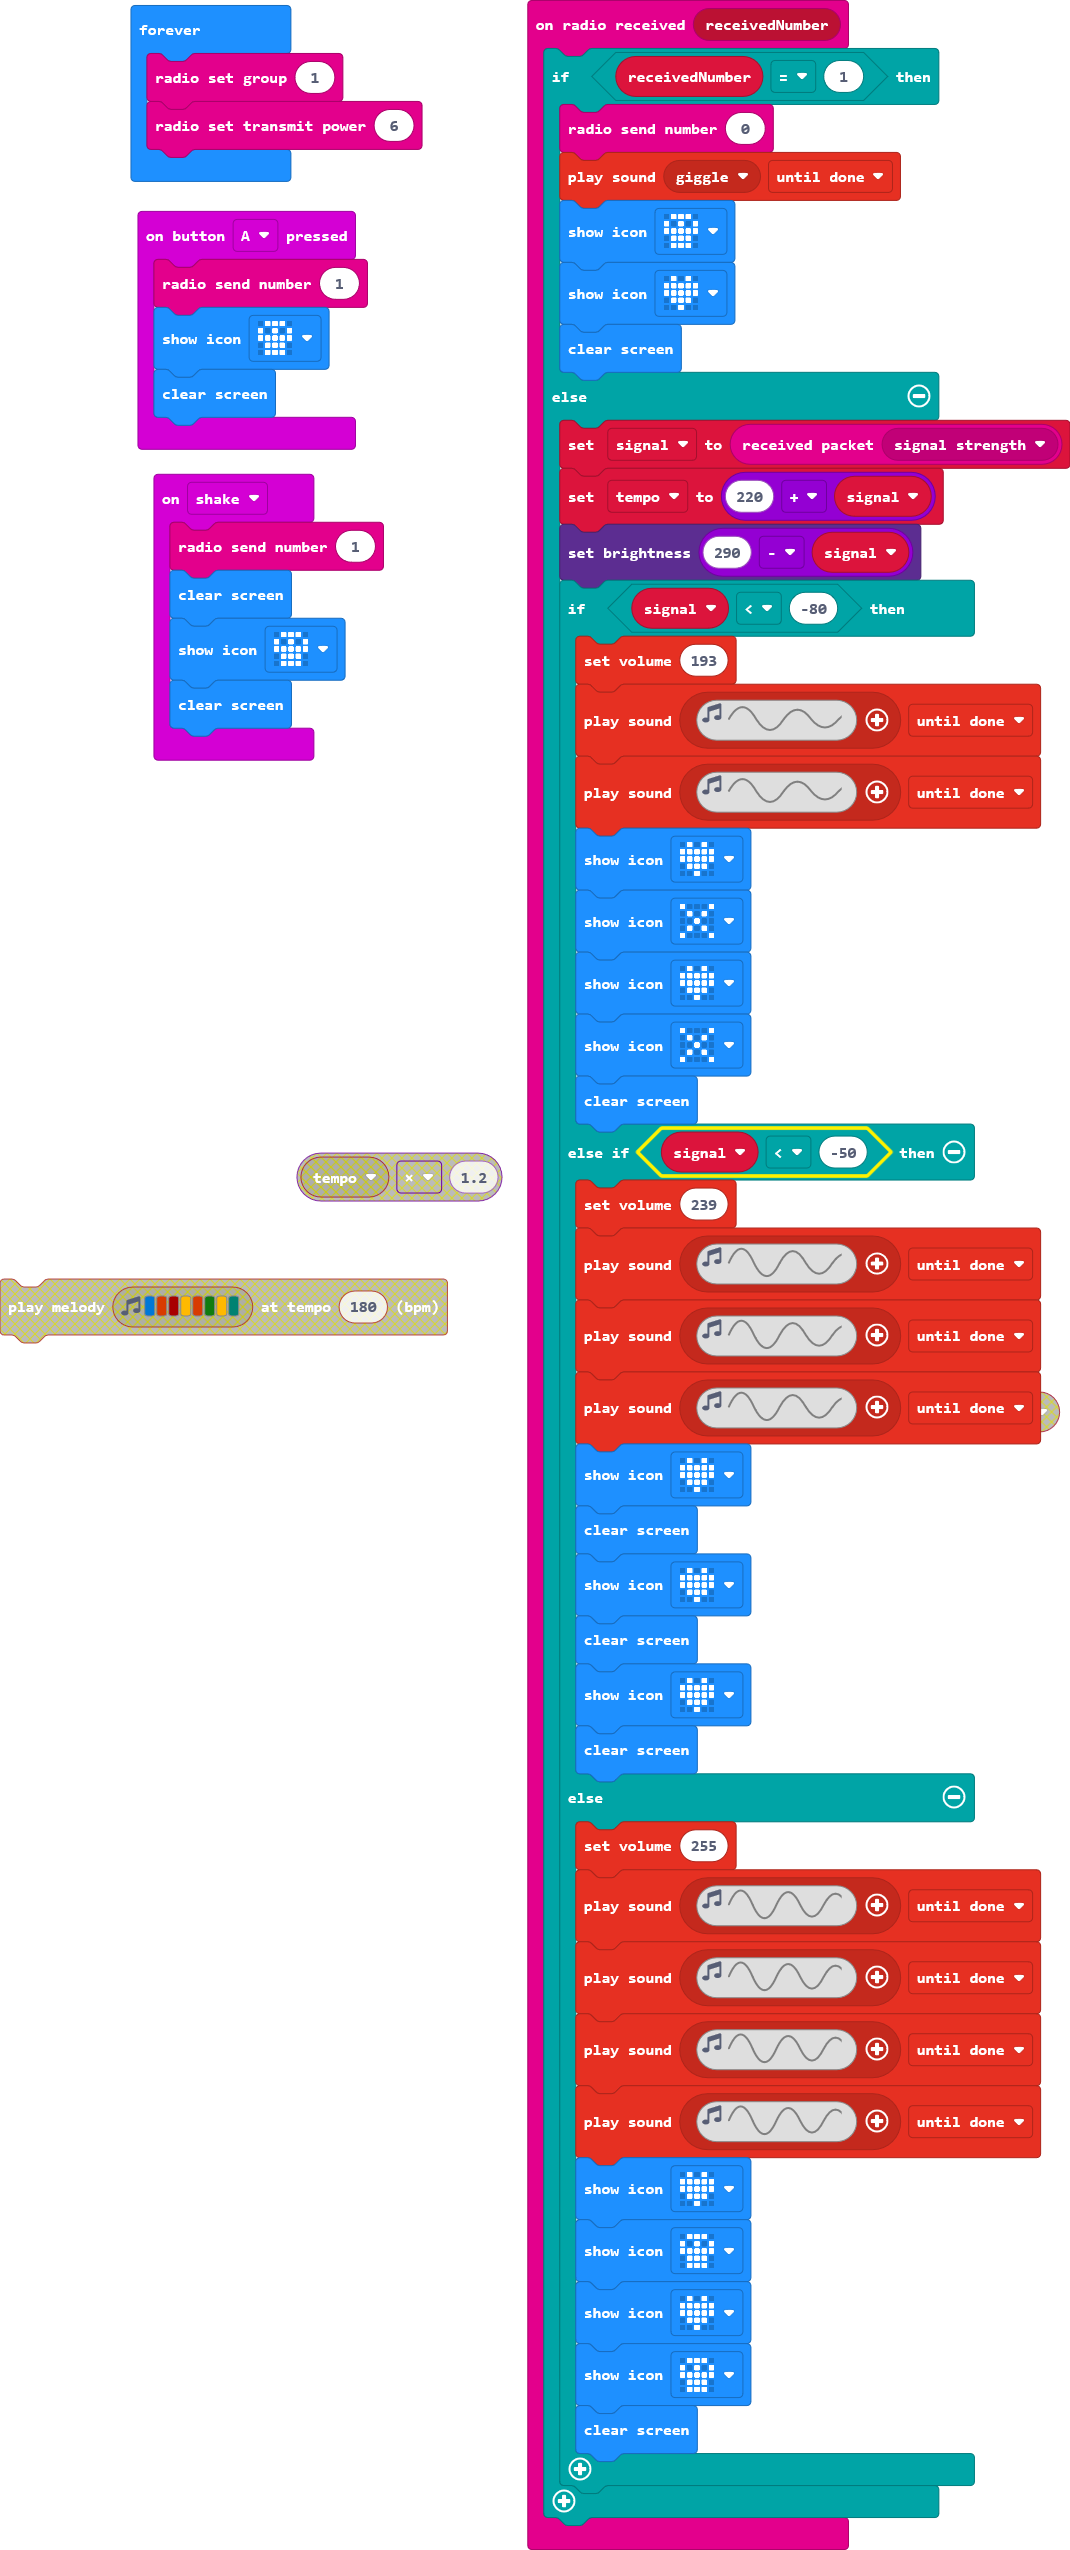 forever
radio set group 1
radio set transmit power 6
on button A pressed
radio send number 1
show icon
clear screen
on shake
radio send number 1
clear screen
show icon
clear screen
tempo × 1.2
play melody at tempo 180 (bpm)
on radio received receivedNumber
if receivedNumber = 1 then
radio send number 0
play sound giggle until done
show icon
show icon
clear screen
else
set signal to received packet signal strength
set tempo to 220 + signal
set brightness 290 - signal
if signal < -80 then
set volume 193
play sound until done
play sound until done
show icon
show icon
show icon
show icon
clear screen
else if signal < -50 then
set volume 239
play sound until done
play sound until done
play sound until done
show icon
clear screen
show icon
clear screen
show icon
clear screen
else
set volume 255
play sound until done
play sound until done
play sound until done
play sound until done
show icon
show icon
show icon
show icon
clear screen